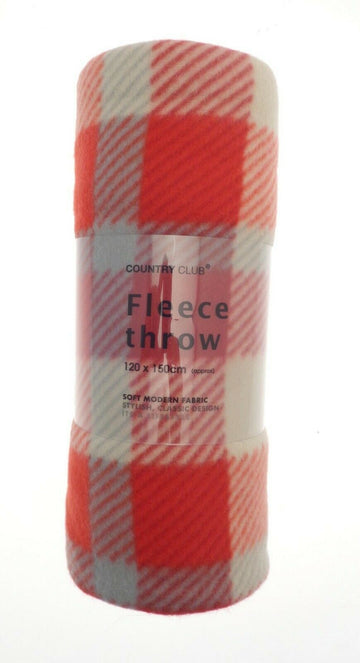 COUNTRY CLUB®
Fleece
throw
120 x 150cm (approx)
SOFT MODERN FABRIC
STYLISH, CLASSIC DESIGN